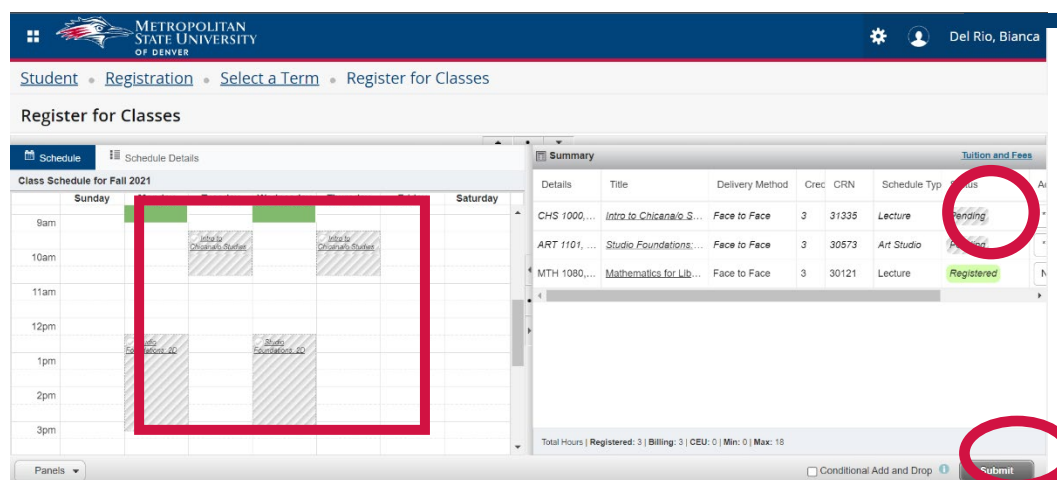 METROPOLITAN
STATE UNIVERSITY
OF DENVER
Del Rio, Bianca
Student • Registration • Select a Term • Register for Classes
Register for Classes
Schedule Schedule Details
Class Schedule for Fall 2021
Sunday Saturday
9am
Intro to
Chicana/o Studies
Intro to
Chicana/o Studies
10am
11am
12pm
Foundations: 2D
Studio
Foundations: 2D
1pm
2pm
3pm
Summary Tuition and Fees
Details Title Delivery Method Crec CRN Schedule Typ
CHS 1000,... Intro to Chicana/o S... Face to Face 3 31335 Lecture Pending
ART 1101, ... Studio Foundations:... Face to Face 3 30573 Art Studio
MTH 1080,... Mathematics for Lib... Face to Face 3 30121 Lecture Registered
Total Hours | Registered: 3 | Billing: 3 | CEU: 0 | Min: 0 | Max: 18
Panels Conditional Add and Drop Submit